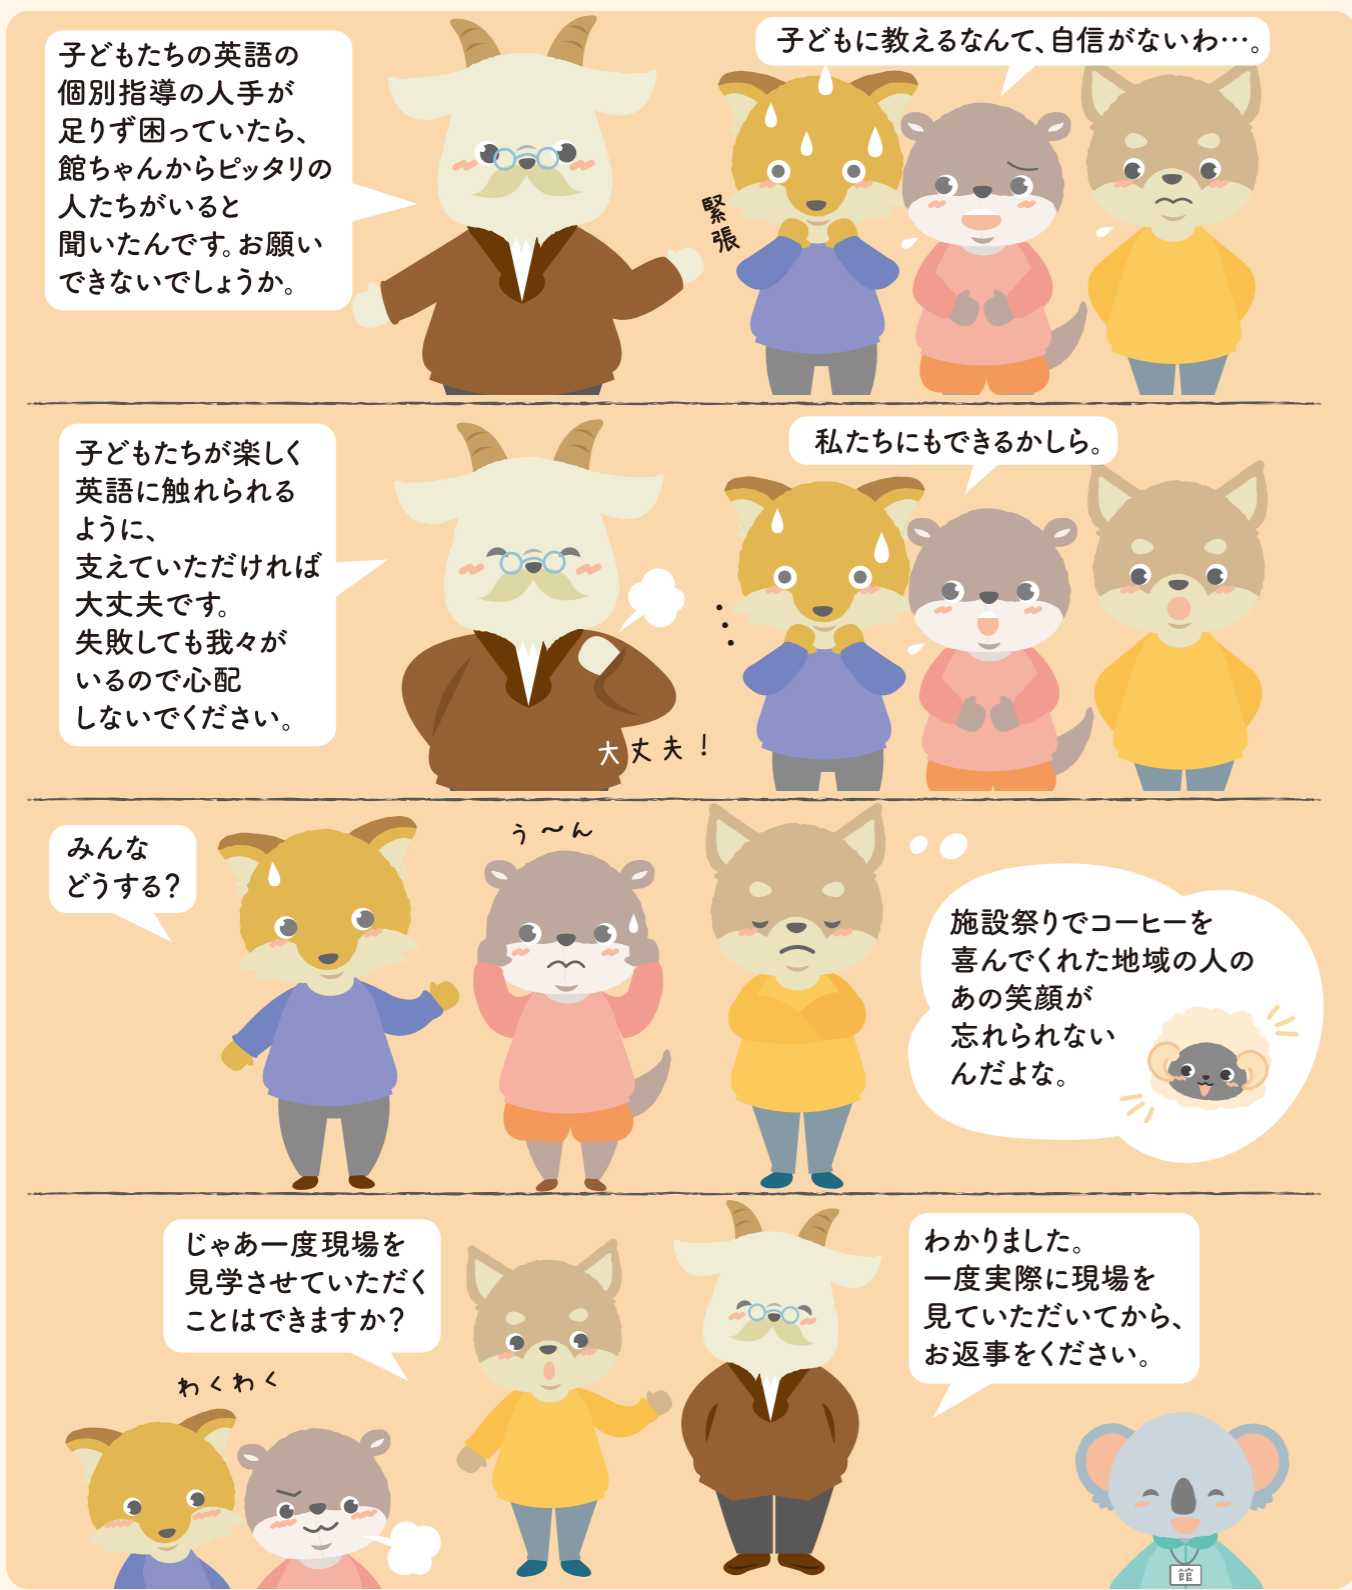 子どもたちの英語の
個別指導の人手が
足りず困っていたら、
館ちゃんからピッタリの
人たちがいると
聞いたんです。お願い
できないでしょうか。
子どもに教えるなんて、自信がないわ…。
緊張
子どもたちが楽しく
英語に触れられる
ように、
支えていただければ
大丈夫です。
失敗しても我々が
いるので心配
しないでください。
大丈夫！
私たちにもできるかしら。
みんな
どうする？
う〜ん
施設祭りでコーヒーを
喜んでくれた地域の人の
あの笑顔が
忘れられない
んだよな。
じゃあ一度現場を
見学させていただく
ことはできますか？
わくわく
わかりました。
一度実際に現場を
見ていただいてから、
お返事をください。
館